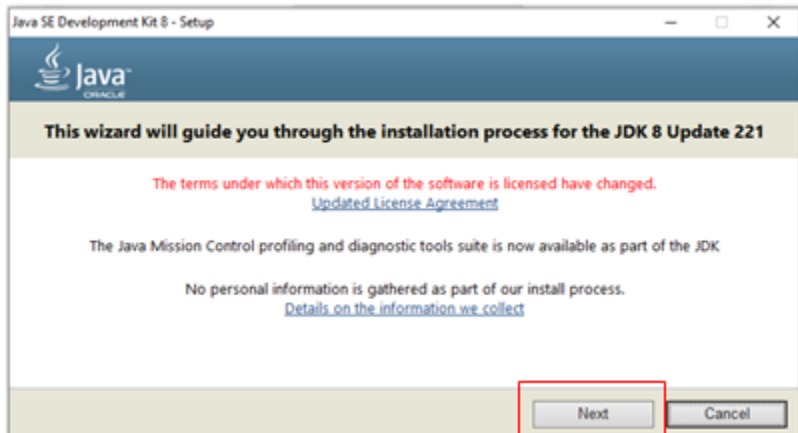 Java SE Development Kit 8 - Setup
Java
ORACLE
This wizard will guide you through the installation process for the JDK 8 Update 221
The terms under which this version of the software is licensed have changed.
Updated License Agreement
The Java Mission Control profiling and diagnostic tools suite is now available as part of the JDK
No personal information is gathered as part of our install process.
Details on the information we collect
Next Cancel